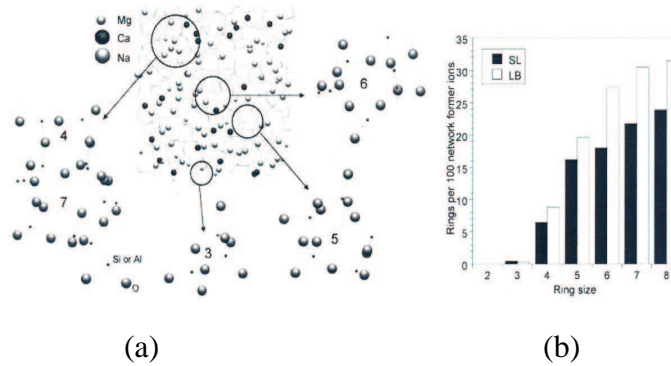 Mg
Ca
Na
6
4
7
3
5
Si or Al
O
35
30
25
20
15
10
5
0
SL
LB
Rings per 100 network former ions
2 3 4 5 6 7 8
Ring size
(a) (b)